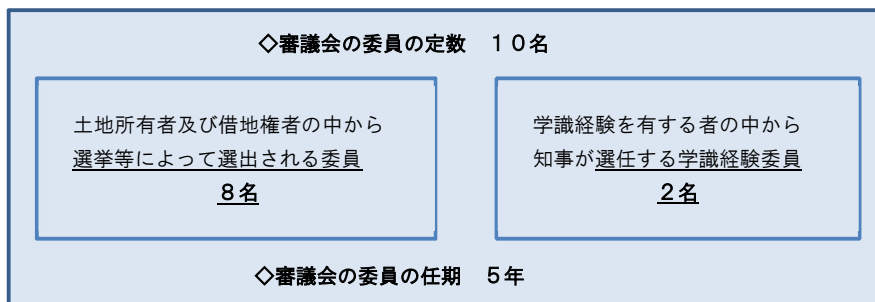 ◇審議会の委員の定数　１０名
土地所有者及び借地権者の中から
選挙等によって選出される委員
８名
学識経験を有する者の中から
知事が選任する学識経験委員
２名
◇審議会の委員の任期　５年